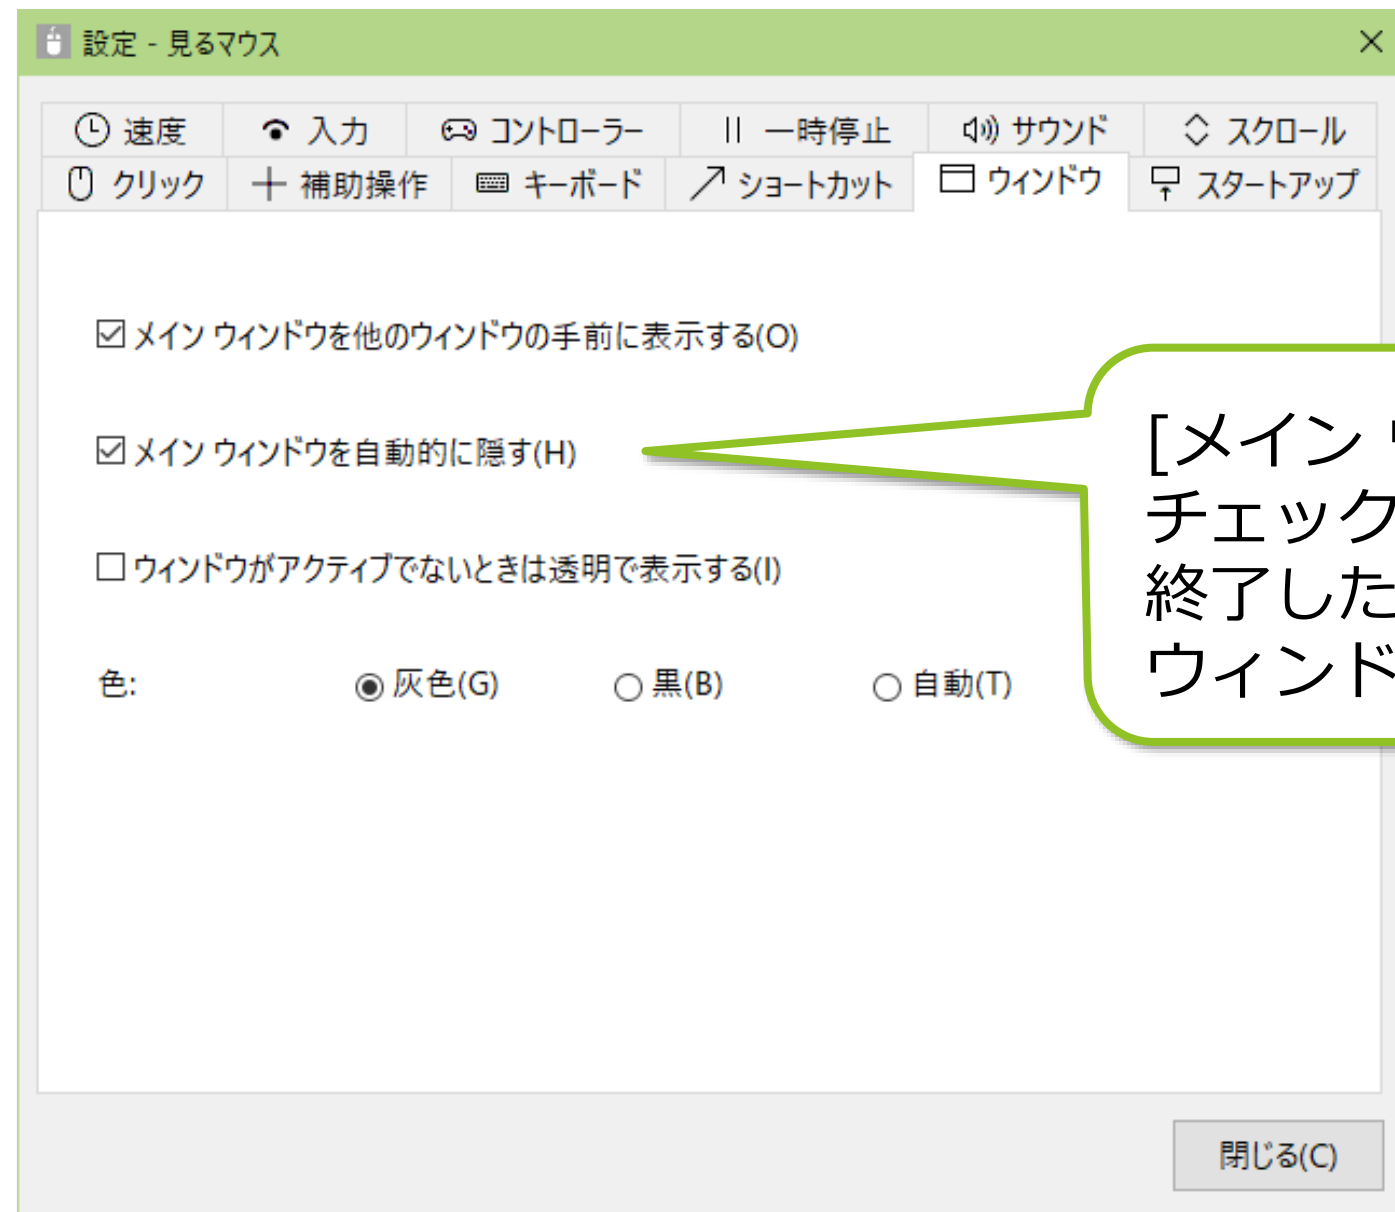 設定 - 見るマウス
速度 入力 コントローラー 一時停止 サウンド スクロール
クリック 補助操作 キーボード ショートカット ウィンドウ スタートアップ
メイン ウィンドウを他のウィンドウの手前に表示する(O)
メイン ウィンドウを自動的に隠す(H)
ウィンドウがアクティブでないときは透明で表示する(I)
色: 灰色(G) 黒(B) 自動(T)
[メイン
チェック
終了した
ウィンド
閉じる(C)